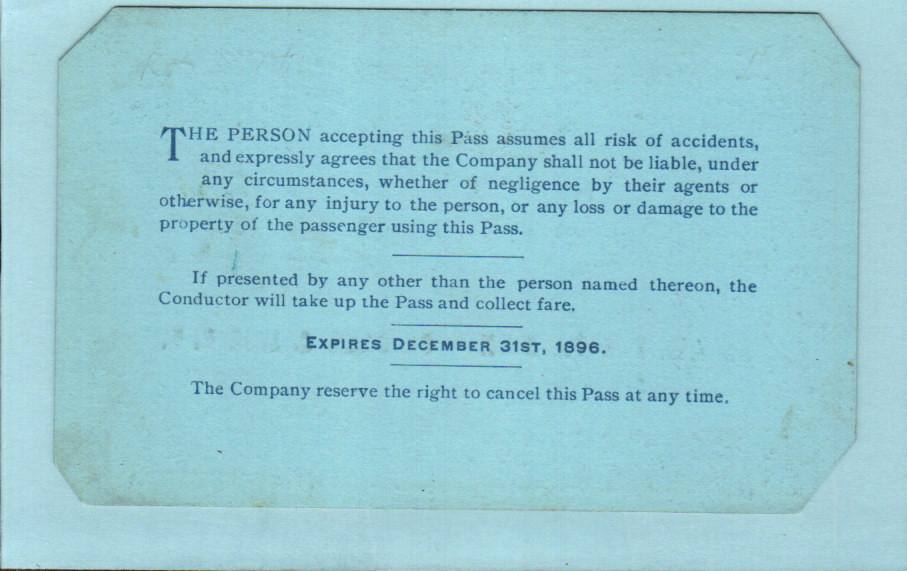 THE PERSON accepting this Pass assumes all risk of accidents,
and expressly agrees that the Company shall not be liable, under
any circumstances, whether of negligence by their agents or
otherwise, for any injury to the person, or any loss or damage to the
property of the passenger using this Pass.
If presented by any other than the person named thereon, the
Conductor will take up the Pass and collect fare.
EXPIRES DECEMBER 31ST, 1896.
The Company reserve the right to cancel this Pass at any time.